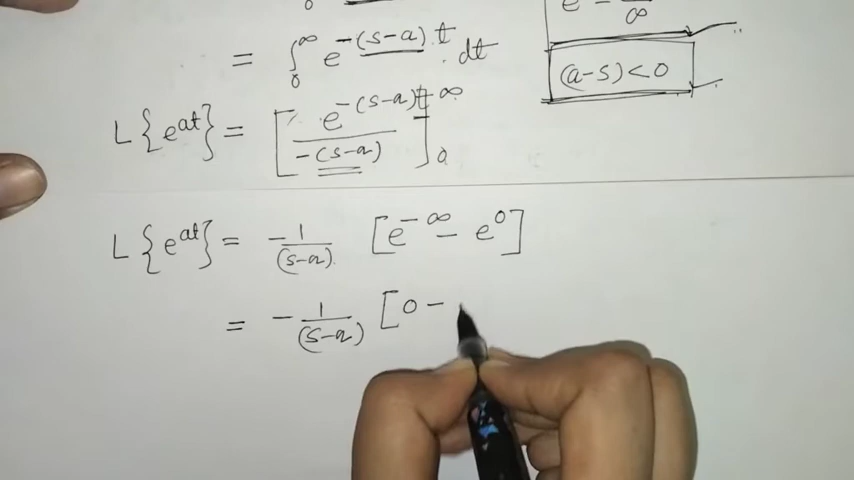 = ∫₀^∞ e^-(s-a)t . dt
L{e^at} = [e^-(s-a)t / -(s-a)]₀^∞
L{e^at} = -1/(s-a) [e^-∞ - e^0]
= -1/(s-a) [0 -
e - / ∞
(a-s) < 0